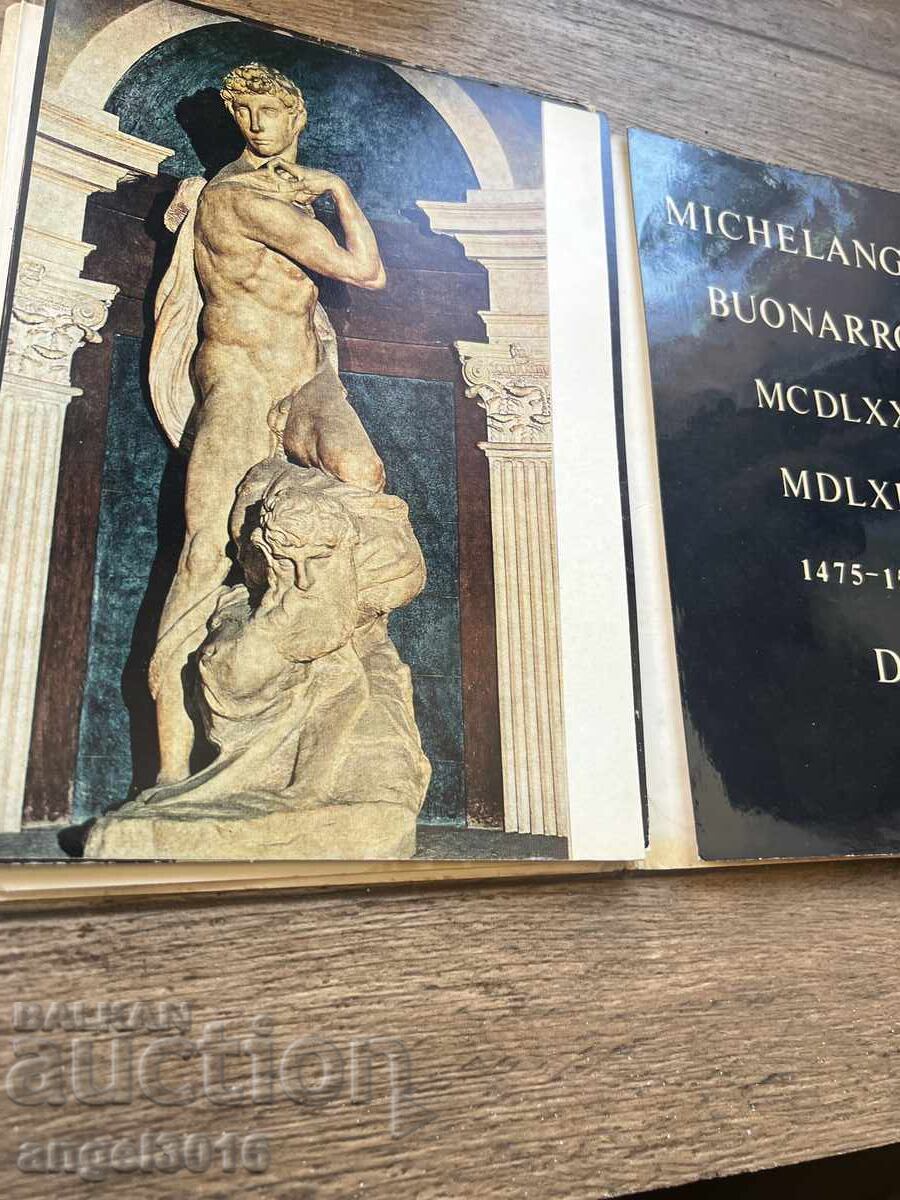 MICHELANG
BUONARRO
MCDLXX
MDLXI
1475-1
D
BALKAN
auction
angel3016